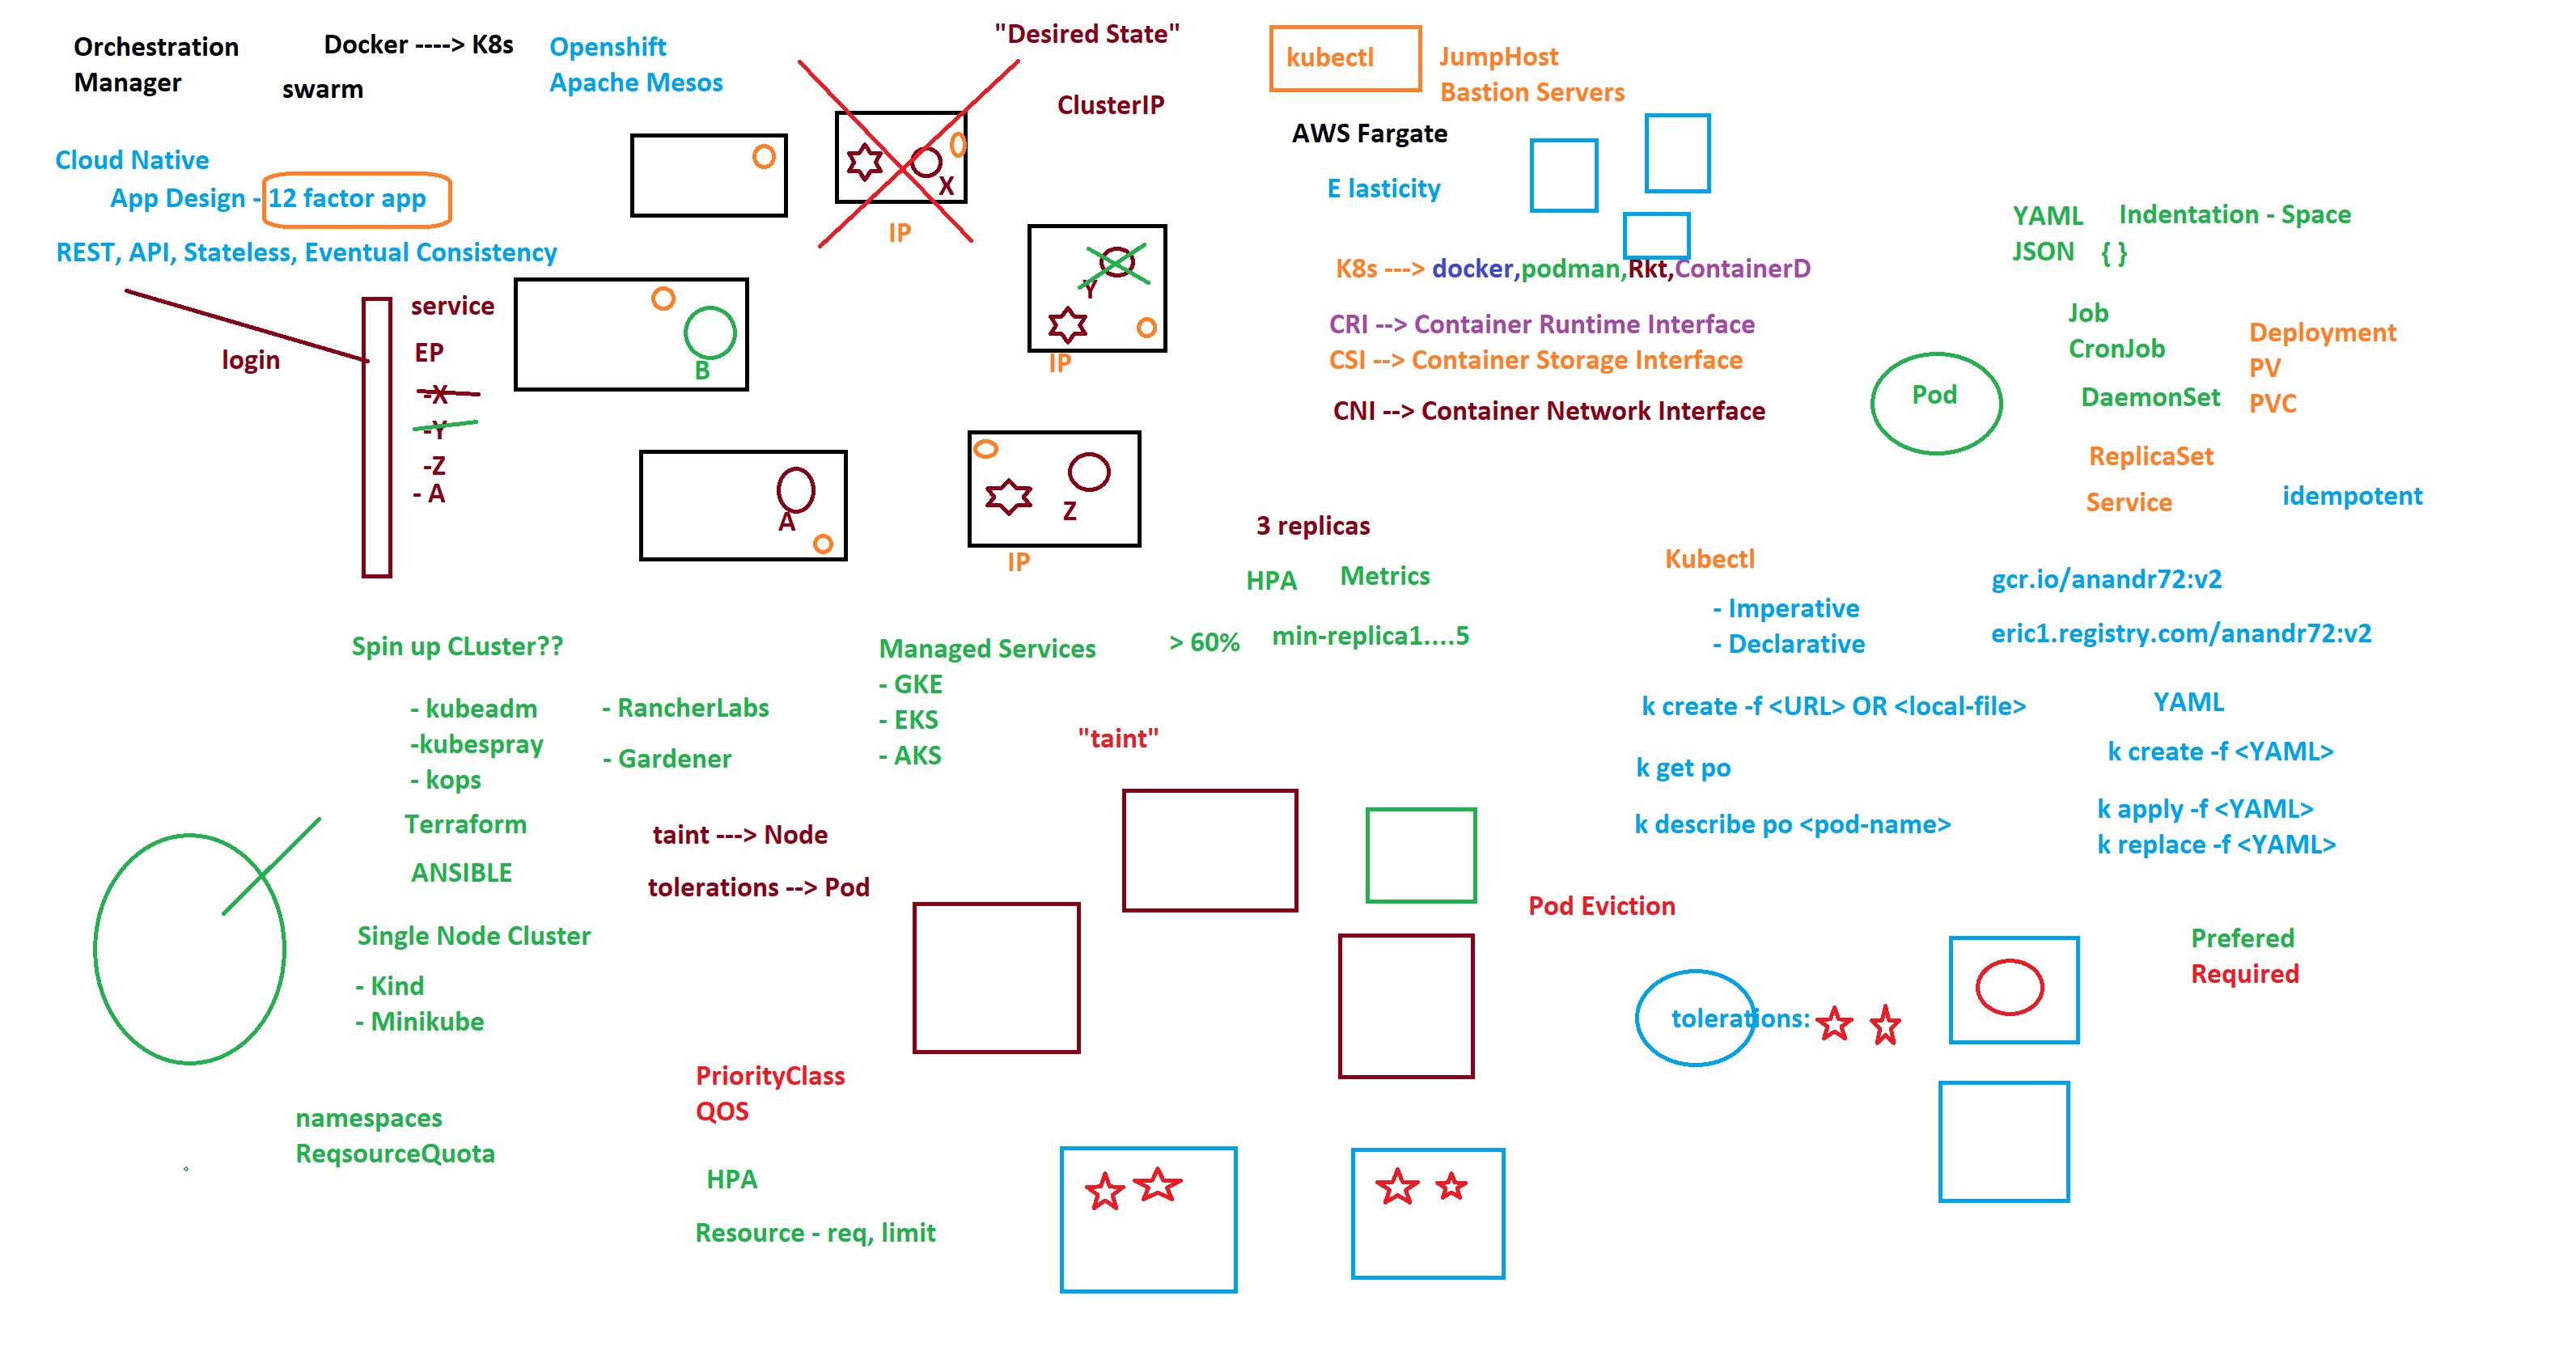 Orchestration
Manager
Docker ----> K8s
swarm
Openshift
Apache Mesos
"Desired State"
ClusterIP
Cloud Native
App Design - 12 factor app
REST, API, Stateless, Eventual Consistency
login
service
EP
-X
-Y
-Z
- A
X
IP
Y
IP
B
A
Z
IP
kubectl
JumpHost
Bastion Servers
AWS Fargate
E lasticity
K8s ---> docker,podman,Rkt,ContainerD
CRI --> Container Runtime Interface
CSI --> Container Storage Interface
CNI --> Container Network Interface
YAML
JSON
Indentation - Space
{ }
Pod
Job
CronJob
DaemonSet
ReplicaSet
Service
Deployment
PV
PVC
idempotent
3 replicas
HPA
Metrics
> 60%
min-replica1....5
Kubectl
- Imperative
- Declarative
gcr.io/anandr72:v2
eric1.registry.com/anandr72:v2
k create -f <URL> OR <local-file>
k get po
k describe po <pod-name>
YAML
k create -f <YAML>
k apply -f <YAML>
k replace -f <YAML>
Spin up CLuster??
- kubeadm
-kubespray
- kops
- RancherLabs
- Gardener
Terraform
ANSIBLE
Single Node Cluster
- Kind
- Minikube
namespaces
ReqsourceQuota
Managed Services
- GKE
- EKS
- AKS
"taint"
taint ---> Node
tolerations --> Pod
PriorityClass
QOS
HPA
Resource - req, limit
Pod Eviction
tolerations:
Prefered
Required